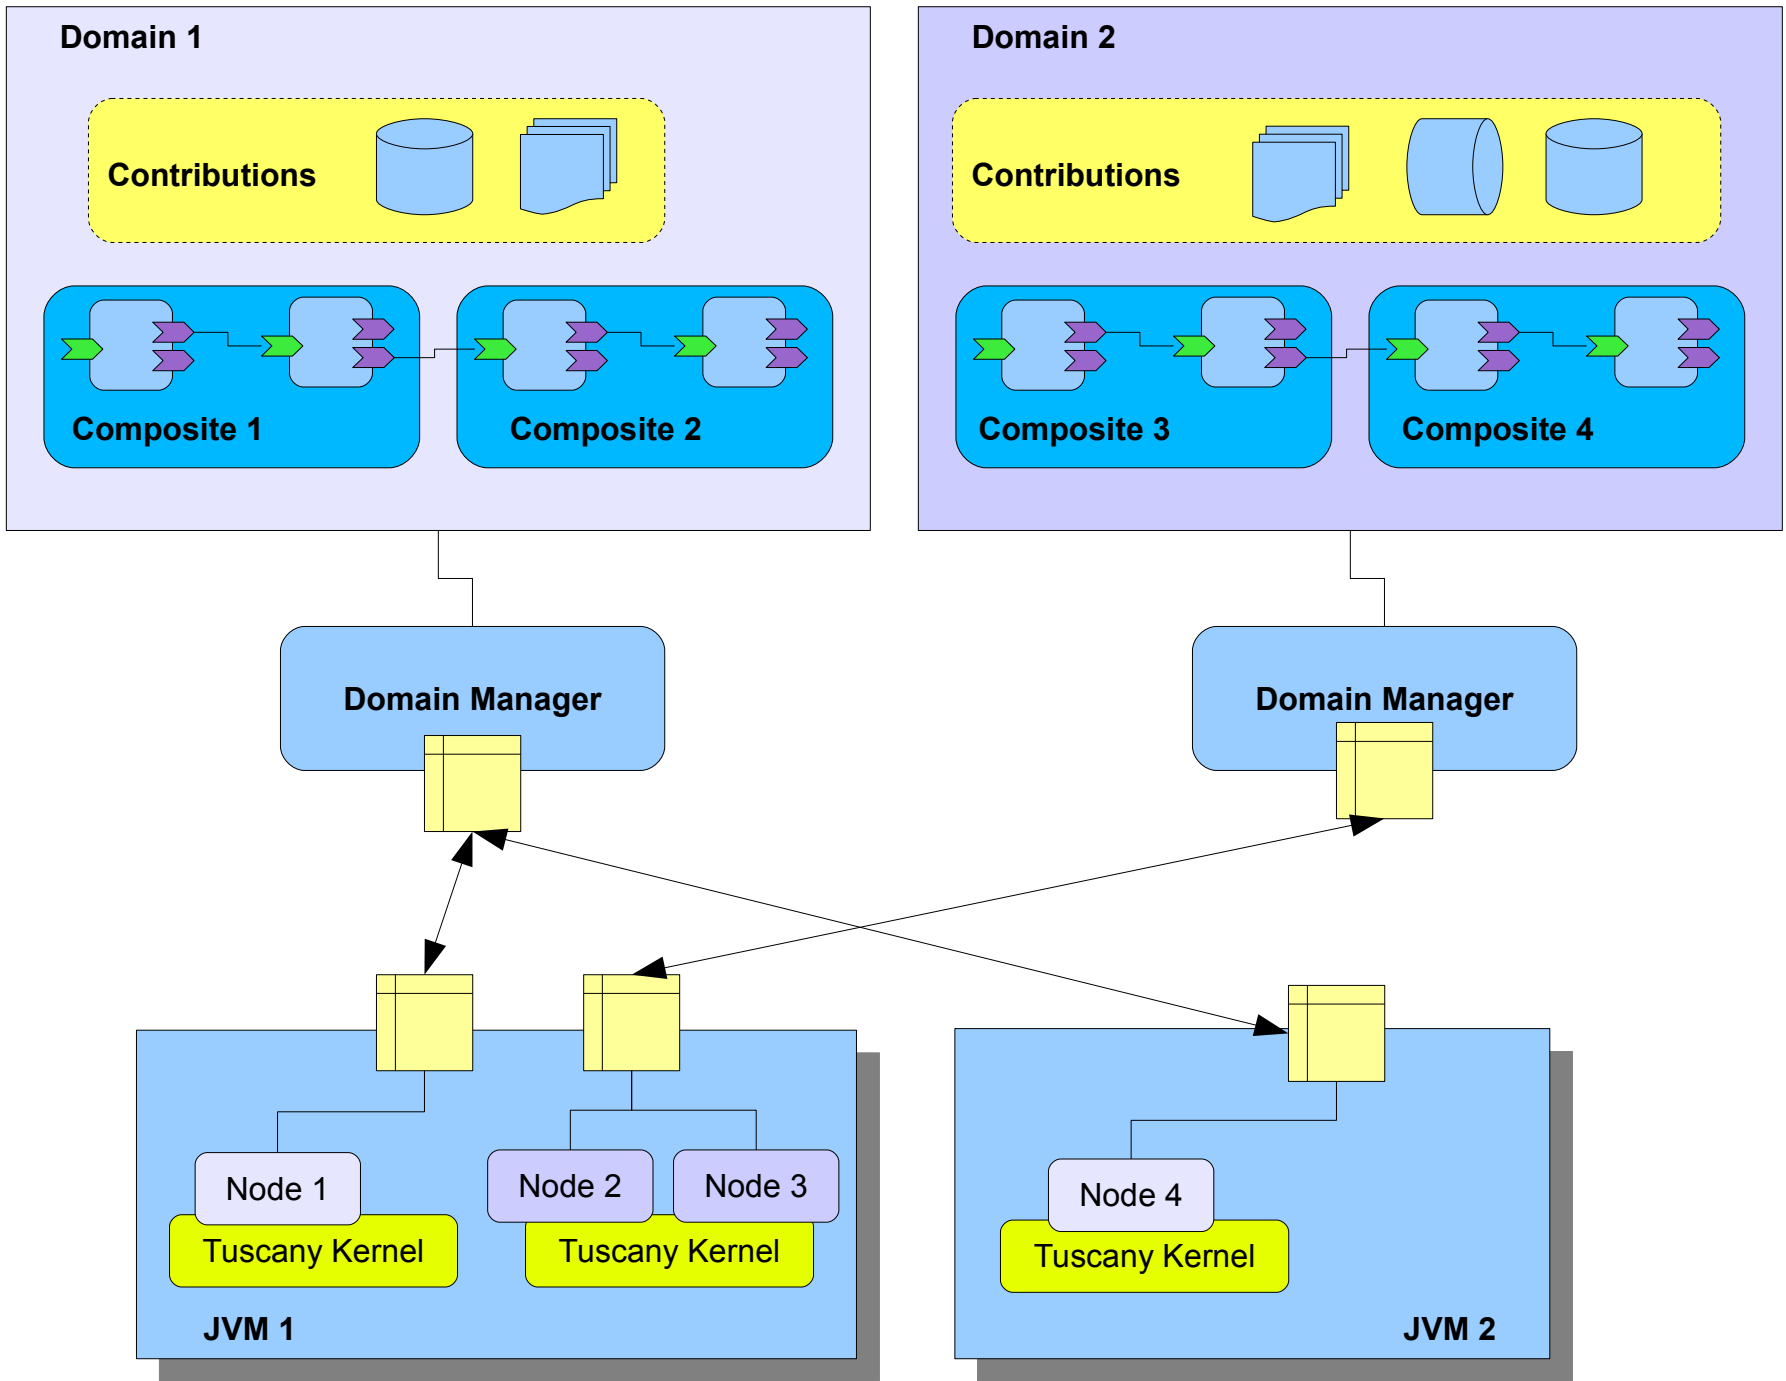 Domain 1
Domain 2
Contributions
Contributions
Composite 1
Composite 2
Composite 3
Composite 4
Domain Manager
Domain Manager
Node 1
Node 2
Node 3
Node 4
Tuscany Kernel
Tuscany Kernel
Tuscany Kernel
JVM 1
JVM 2